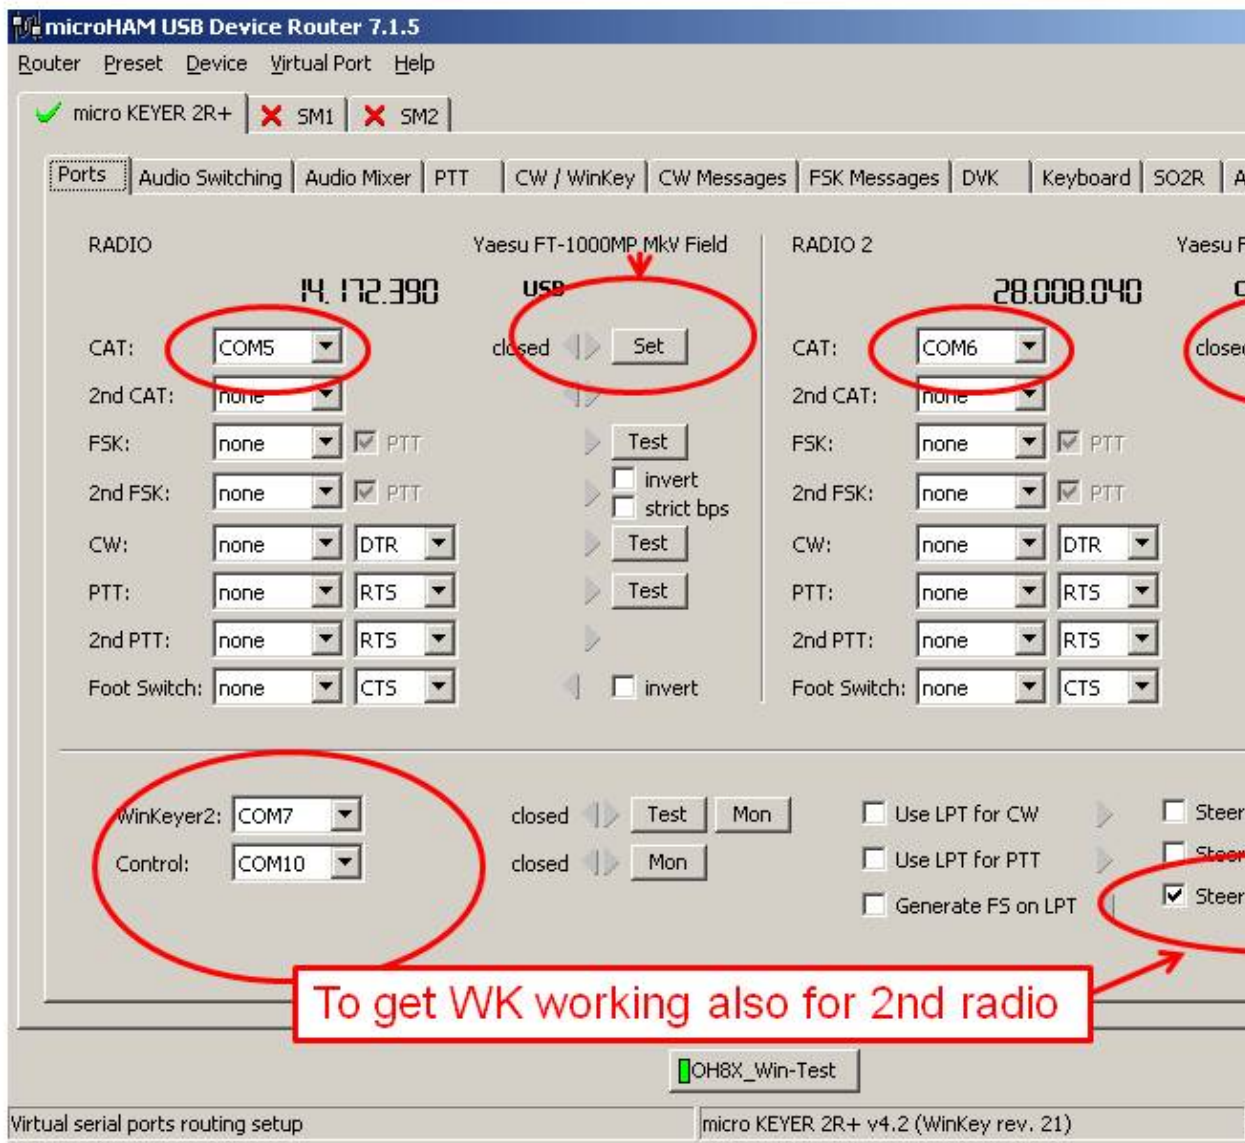 microHAM USB Device Router 7.1.5
Router Preset Device Virtual Port Help
micro KEYER 2R+ SM1 SM2
Ports Audio Switching Audio Mixer PTT CW / WinKey CW Messages FSK Messages DVK Keyboard SO2R A
RADIO Yaesu FT-1000MP MkV Field RADIO 2 Yaesu F
14.172.390 USB 28.008.040 C
CAT: COM5 closed Set CAT: COM6 closed
2nd CAT: none 2nd CAT: none
FSK: none PTT Test FSK: none PTT
2nd FSK: none PTT invert 2nd FSK: none PTT
strict bps
CW: none DTR Test CW: none DTR
PTT: none RTS Test PTT: none RTS
2nd PTT: none RTS 2nd PTT: none RTS
Foot Switch: none CTS invert Foot Switch: none CTS
WinKeyer2: COM7 closed Test Mon Use LPT for CW Steer
Control: COM10 closed Mon Use LPT for PTT Steer
Generate FS on LPT Steer
To get WK working also for 2nd radio
OH8X_Win-Test
Virtual serial ports routing setup micro KEYER 2R+ v4.2 (WinKey rev. 21)